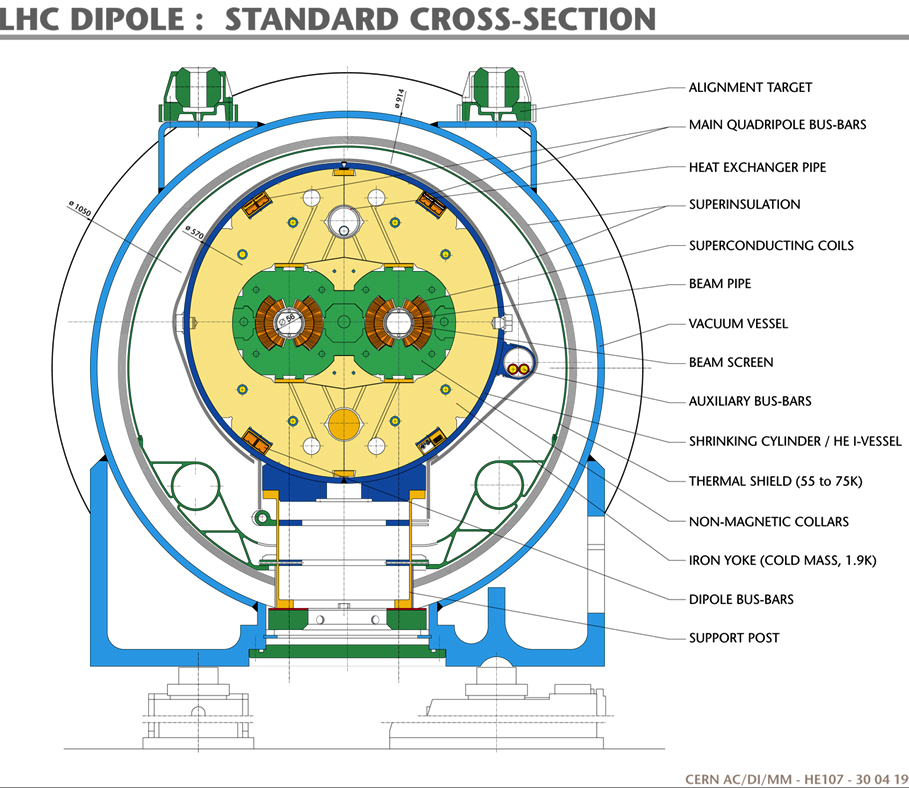 LHC DIPOLE : STANDARD CROSS-SECTION
ALIGNMENT TARGET
MAIN QUADRIPOLE BUS-BARS
HEAT EXCHANGER PIPE
SUPERINSULATION
SUPERCONDUCTING COILS
BEAM PIPE
VACUUM VESSEL
BEAM SCREEN
AUXILIARY BUS-BARS
SHRINKING CYLINDER / HE I-VESSEL
THERMAL SHIELD (55 to 75K)
NON-MAGNETIC COLLARS
IRON YOKE (COLD MASS, 1.9K)
DIPOLE BUS-BARS
SUPPORT POST
ø 914
ø 1050
ø 570
∅ 56
CERN AC/DI/MM - HE107 - 30 04 19